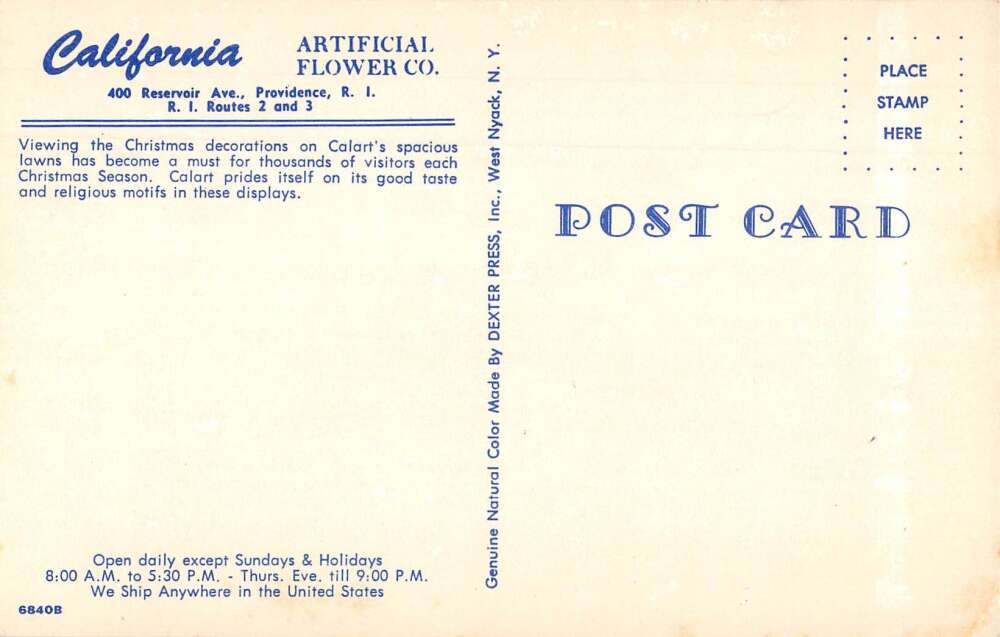 California ARTIFICIAL
FLOWER CO.
400 Reservoir Ave., Providence, R. I.
R. I. Routes 2 and 3
Viewing the Christmas decorations on Calart's spacious
lawns has become a must for thousands of visitors each
Christmas Season. Calart prides itself on its good taste
and religious motifs in these displays.
Open daily except Sundays & Holidays
8:00 A.M. to 5:30 P.M. - Thurs. Eve. till 9:00 P.M.
We Ship Anywhere in the United States
6840B
Genuine Natural Color Made By DEXTER PRESS, Inc., West Nyack, N. Y.
PLACE
STAMP
HERE
POST CARD